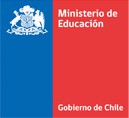 Ministerio de
Educación
Gobierno de Chile